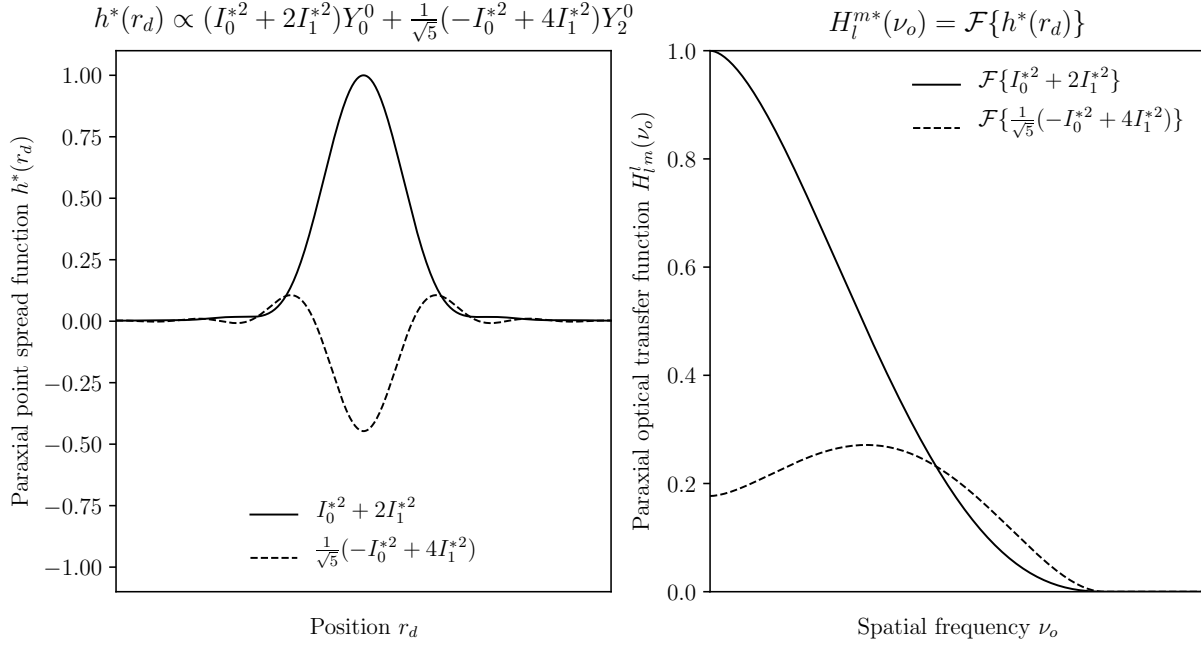 h*(r_d) ∝ (I_0^{*2} + 2I_1^{*2})Y_0^0 + \frac{1}{\sqrt{5}}(−I_0^{*2} + 4I_1^{*2})Y_2^0
Paraxial point spread function h*(r_d)
1.00
0.75
0.50
0.25
0.00
−0.25
−0.50
−0.75
−1.00
I_0^{*2} + 2I_1^{*2}
\frac{1}{\sqrt{5}}(−I_0^{*2} + 4I_1^{*2})
Position r_d
H_l^{m*}(ν_o) = ℱ{h*(r_d)}
Paraxial optical transfer function H_{l m}^{l}(ν_o)
1.0
0.8
0.6
0.4
0.2
0.0
ℱ{I_0^{*2} + 2I_1^{*2}}
ℱ{\frac{1}{\sqrt{5}}(−I_0^{*2} + 4I_1^{*2})}
Spatial frequency ν_o